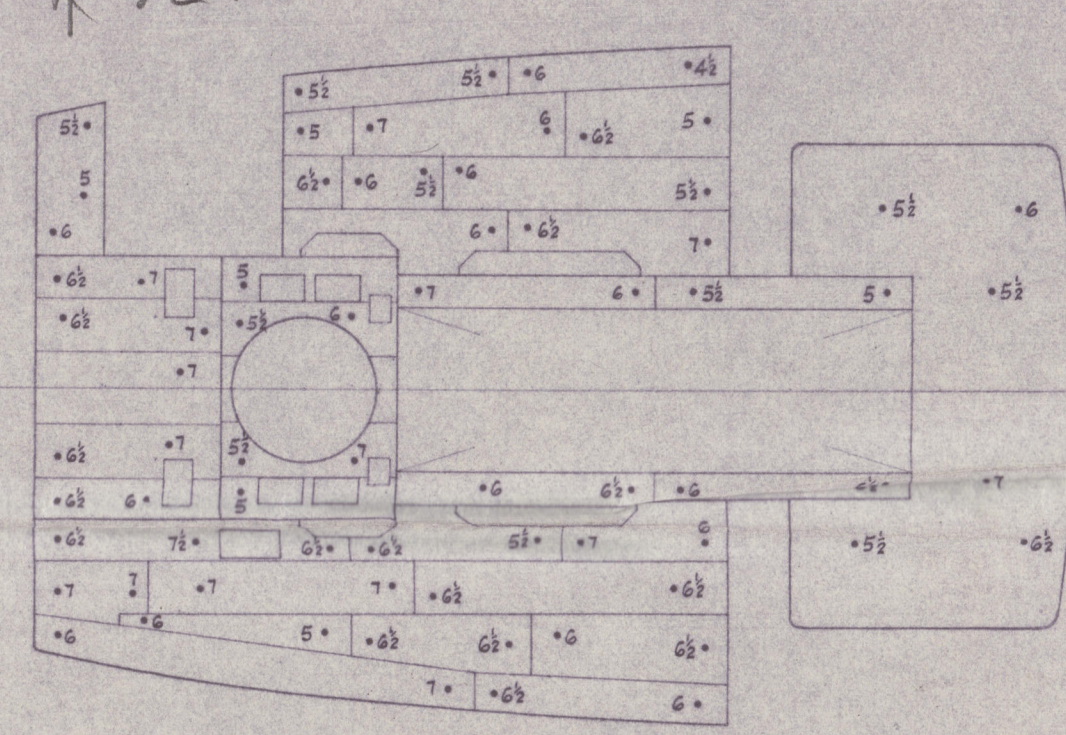 5½ 5½ 6 4½
5 7 6 6½ 5
6½ 6 5½ 6 5½
6 6½ 7
5½
5
6
5½ 6
5½
6½ 7 5 7 6 5½ 5
6½ 7 5½ 6
7
6½ 7 5½ 7
6½ 6 5 6 6½ 6 7
6½ 7½ 6½ 6½ 5½ 7 6
5½ 6½
7 7 7 7 6½ 6½
6 6 5 6½ 6½ 6 6½
7 6½ 6